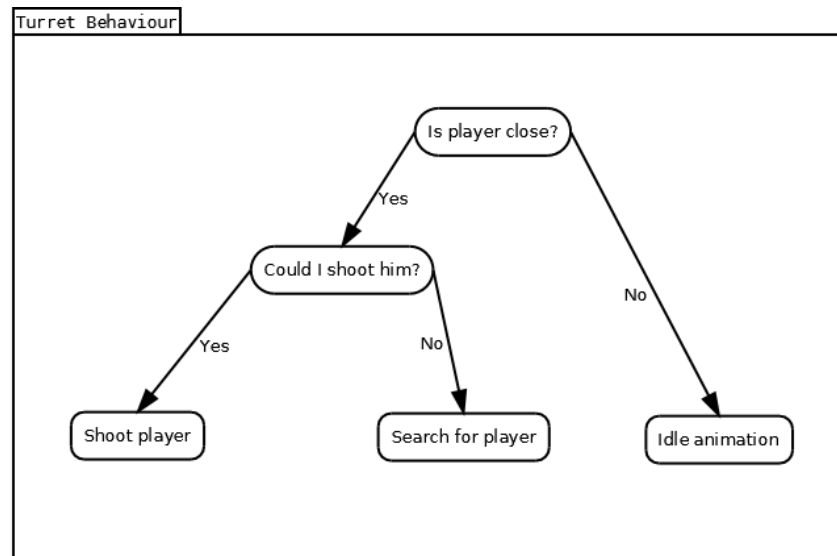 Turret Behaviour
Is player close?
Yes
Could I shoot him?
No
Yes
No
Shoot player
Search for player
Idle animation